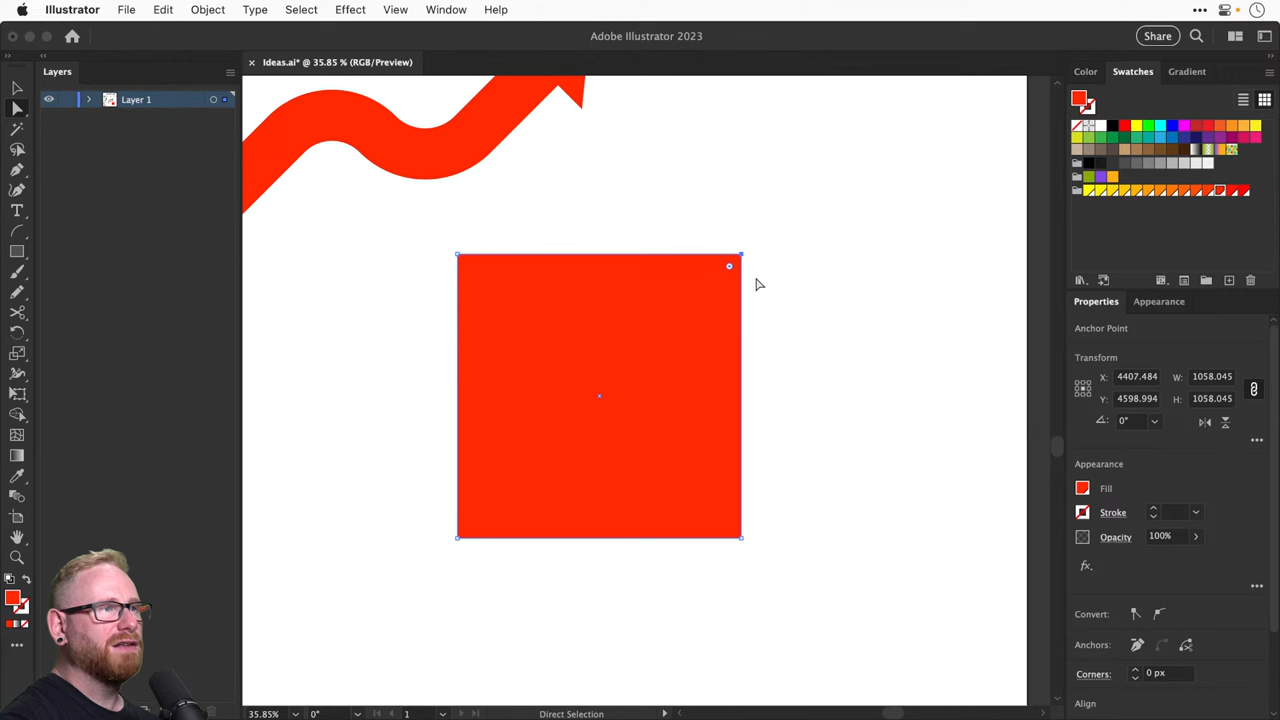 Illustrator File Edit Object Type Select Effect View Window Help
Adobe Illustrator 2023
Share
Layers
Ideas.ai* @ 35.85 % (RGB/Preview)
Color Swatches Gradient
Layer 1
Properties Appearance
Anchor Point
Transform
X: 4407.484 W: 1058.045
Y: 4598.994 H: 1058.045
0°
Appearance
Fill
Stroke
Opacity 100%
fx.
Convert:
Anchors:
Corners: 0 px
Align
35.85% 0° 1 Direct Selection